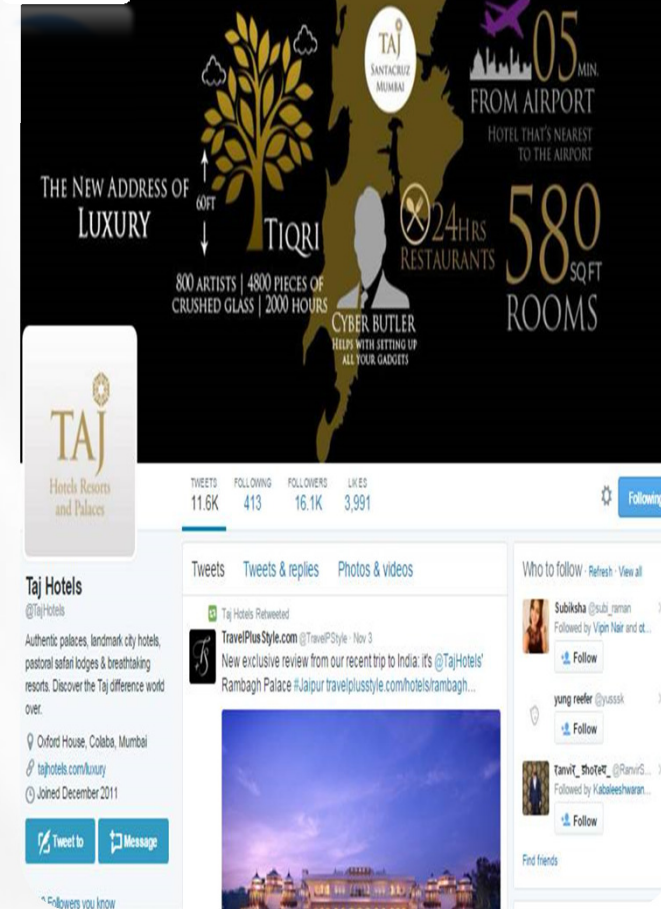 TAJ
SANTACRUZ
MUMBAI
05 MIN.
FROM AIRPORT
HOTEL THAT'S NEAREST
TO THE AIRPORT
THE NEW ADDRESS OF
LUXURY
60FT
TIQRI
800 ARTISTS | 4800 PIECES OF
CRUSHED GLASS | 2000 HOURS
24HRS
RESTAURANTS
580
SQ FT
ROOMS
CYBER BUTLER
HELPS WITH SETTING UP
ALL YOUR GADGETS
TAJ
Hotels Resorts
and Palaces
TWEETS FOLLOWING FOLLOWERS LIKES
11.6K 413 16.1K 3,991
Following
Taj Hotels
@TajHotels
Authentic palaces, landmark city hotels,
pastoral safari lodges & breathtaking
resorts. Discover the Taj difference world
over.
Oxford House, Colaba, Mumbai
tajhotels.com/luxury
Joined December 2011
Tweet to Message
Followers you know
Tweets Tweets & replies Photos & videos
Taj Hotels Retweeted
TravelPlusStyle.com @TravelPStyle · Nov 3
New exclusive review from our recent trip to India: it's @TajHotels'
Rambagh Palace #Jaipur travelplusstyle.com/hotels/rambagh...
Who to follow · Refresh · View all
Subiksha @subi_raman
Followed by Vipin Nair and ot...
Follow
yung reefer @yusssk
Follow
@RanvirS...
Followed by Kabaleeshwaran...
Follow
Find friends